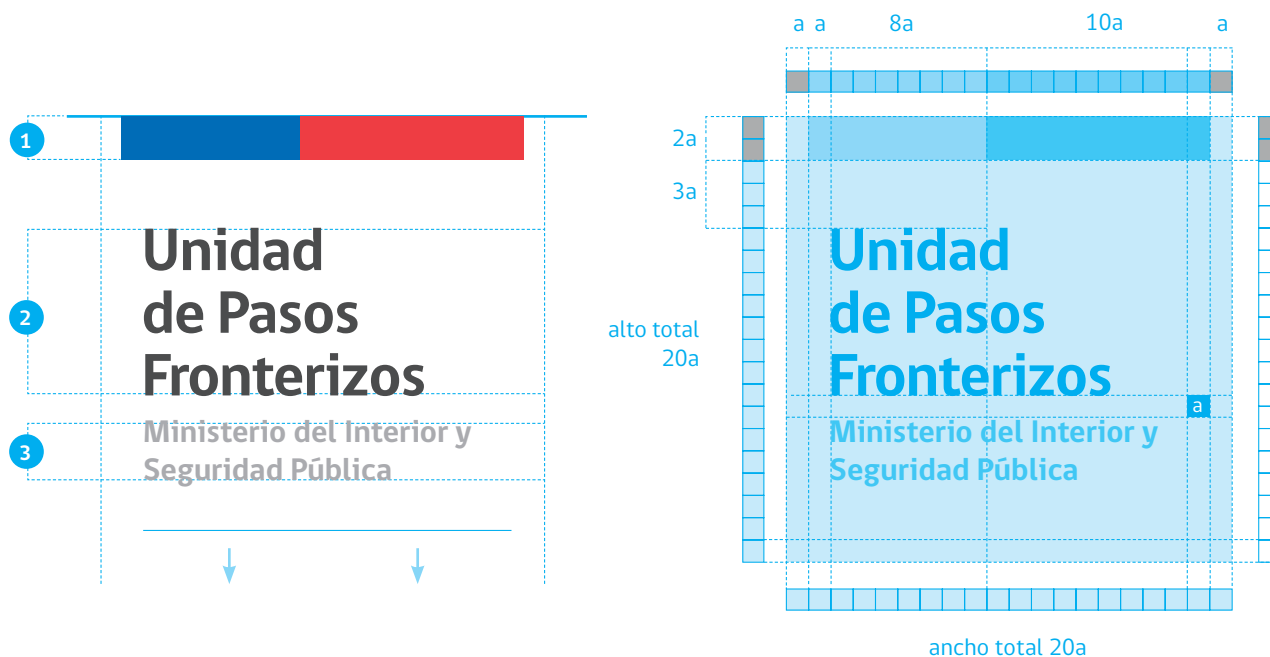 1
2
3
Unidad
de Pasos
Fronterizos
Ministerio del Interior y
Seguridad Pública
a a 8a 10a a
2a
3a
alto total
20a
Unidad
de Pasos
Fronterizos
a
Ministerio del Interior y
Seguridad Pública
ancho total 20a